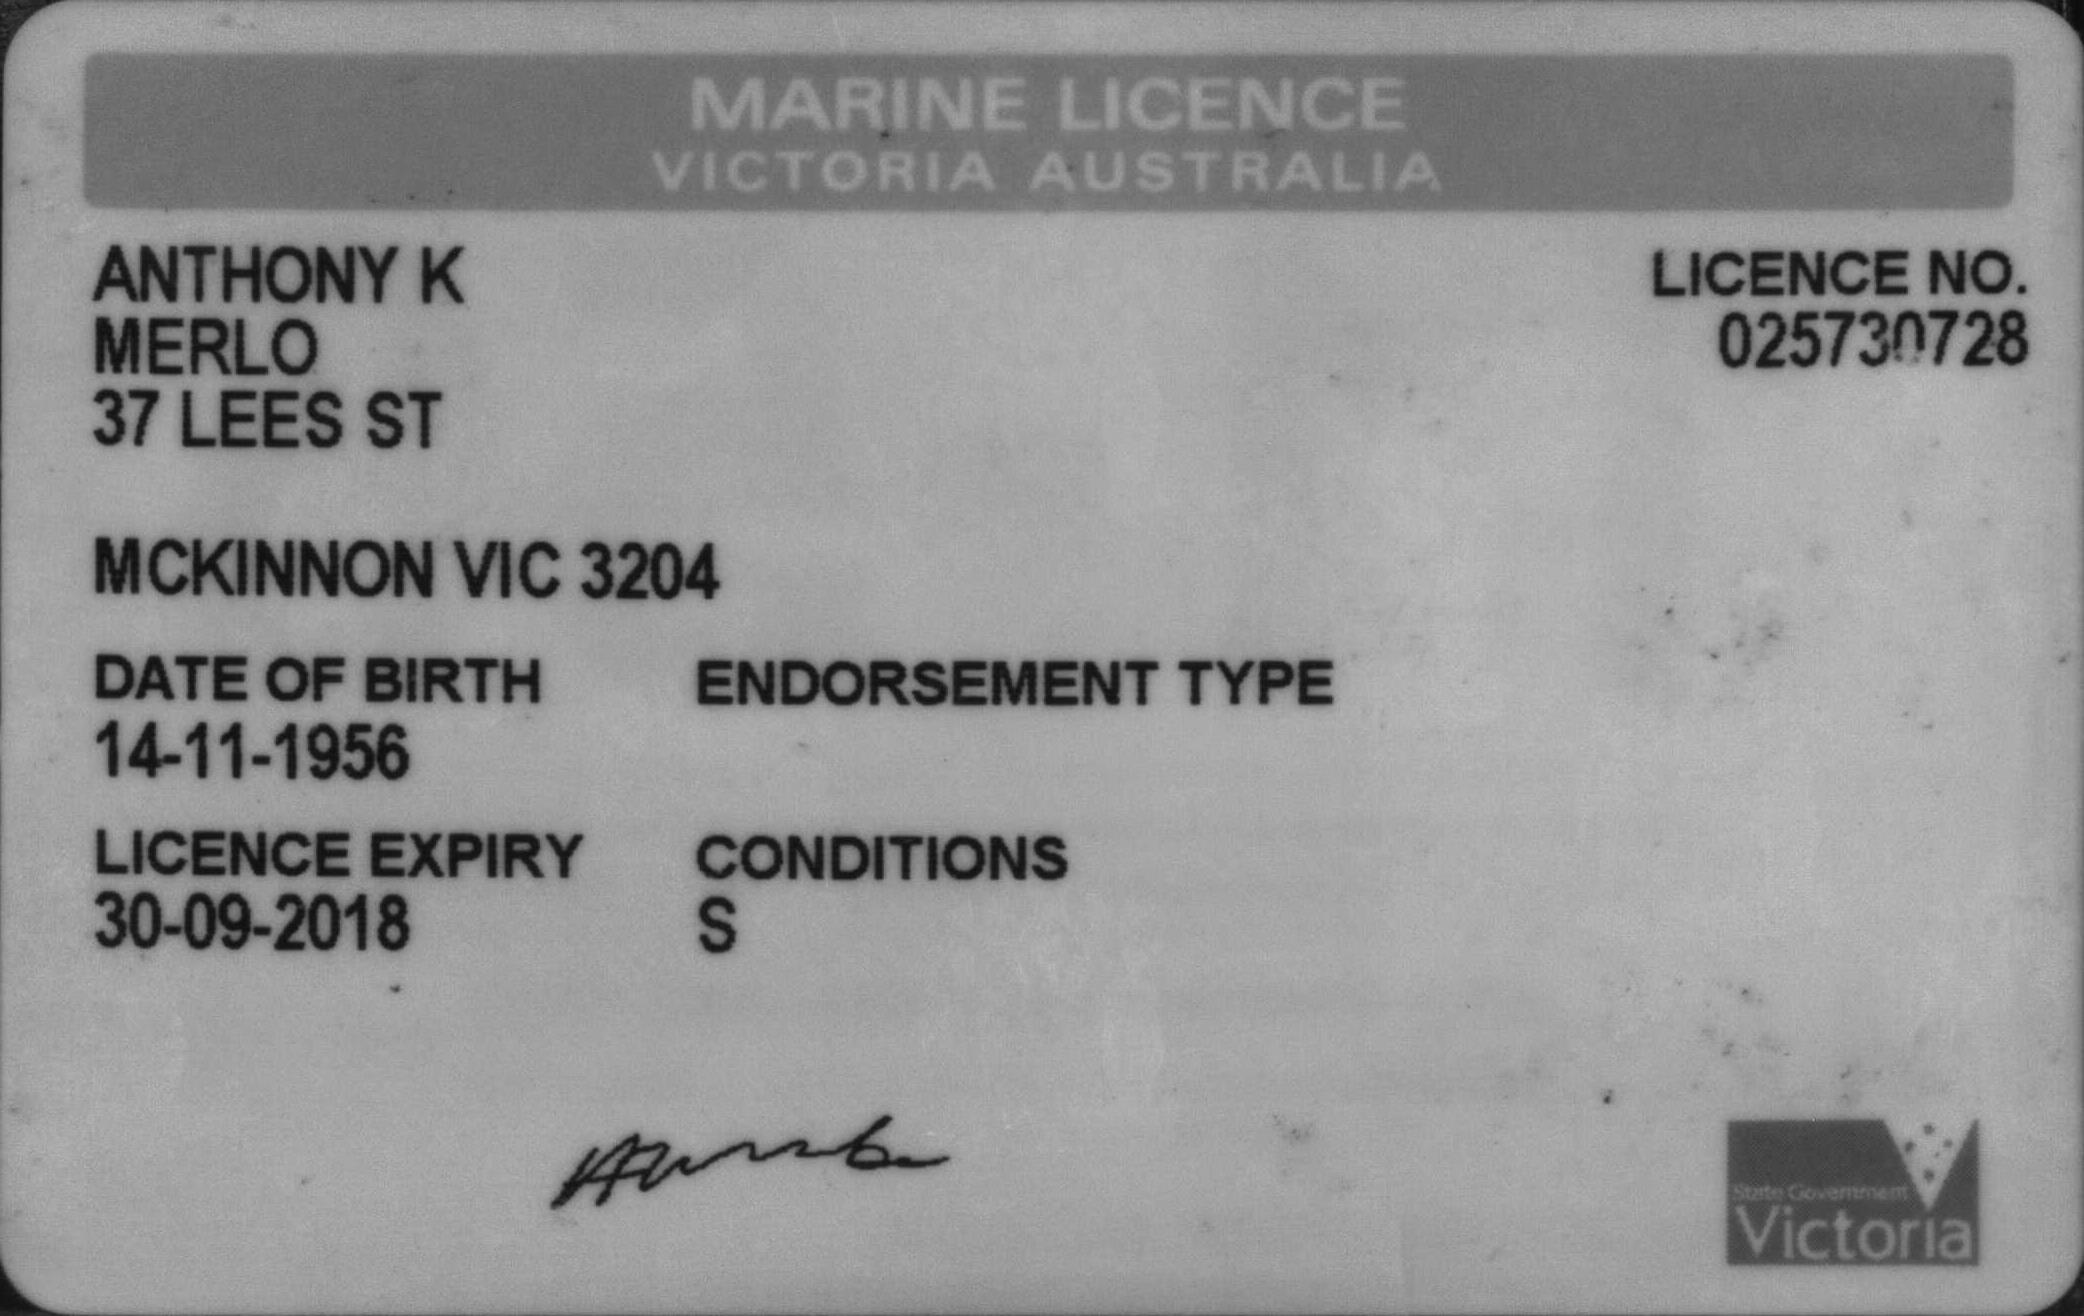 MARINE LICENCE
VICTORIA AUSTRALIA
ANTHONY K
MERLO
37 LEES ST
MCKINNON VIC 3204
LICENCE NO.
025730728
DATE OF BIRTH
14-11-1956
ENDORSEMENT TYPE
LICENCE EXPIRY
30-09-2018
CONDITIONS
S
State Government
Victoria